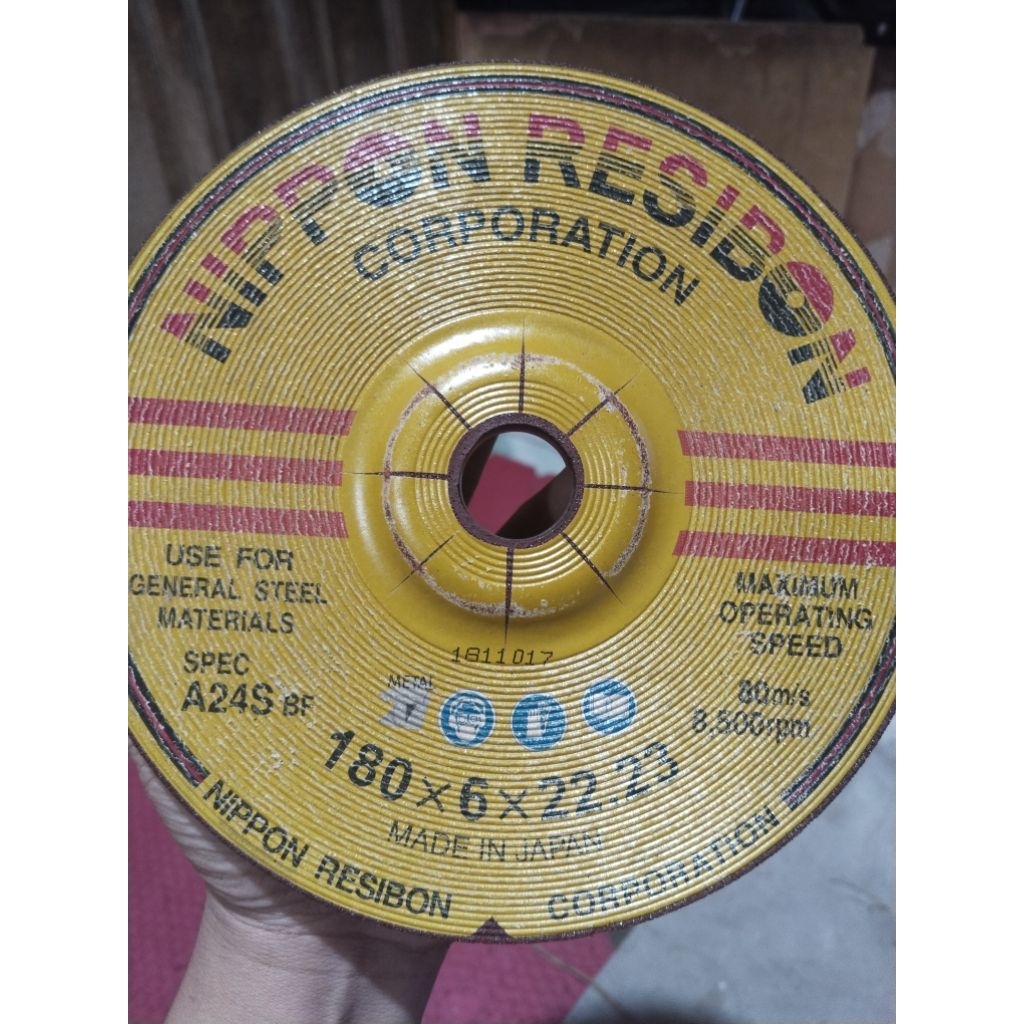 NIPPON RESIBON
CORPORATION
USE FOR
GENERAL STEEL
MATERIALS
SPEC
A24S BF
MAXIMUM
OPERATING
SPEED
80m/s
8,500rpm
1811017
METAL
180×6×22.23
MADE IN JAPAN
NIPPON RESIBON CORPORATION